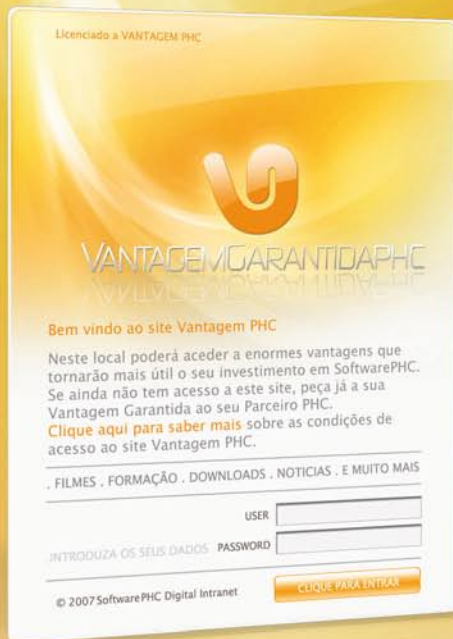 Licenciado a VANTAGEM PHC
VANTAGEMGARANTIDAPHC
Bem vindo ao site Vantagem PHC
Neste local poderá aceder a enormes vantagens que
tornarão mais útil o seu investimento em SoftwarePHC.
Se ainda não tem acesso a este site, peça já a sua
Vantagem Garantida ao seu Parceiro PHC.
Clique aqui para saber mais sobre as condições de
acesso ao site Vantagem PHC.
. FILMES . FORMAÇÃO . DOWNLOADS . NOTICIAS . E MUITO MAIS
USER
INTRODUZA OS SEUS DADOS PASSWORD
© 2007 SoftwarePHC Digital Intranet
CLIQUE PARA ENTRAR